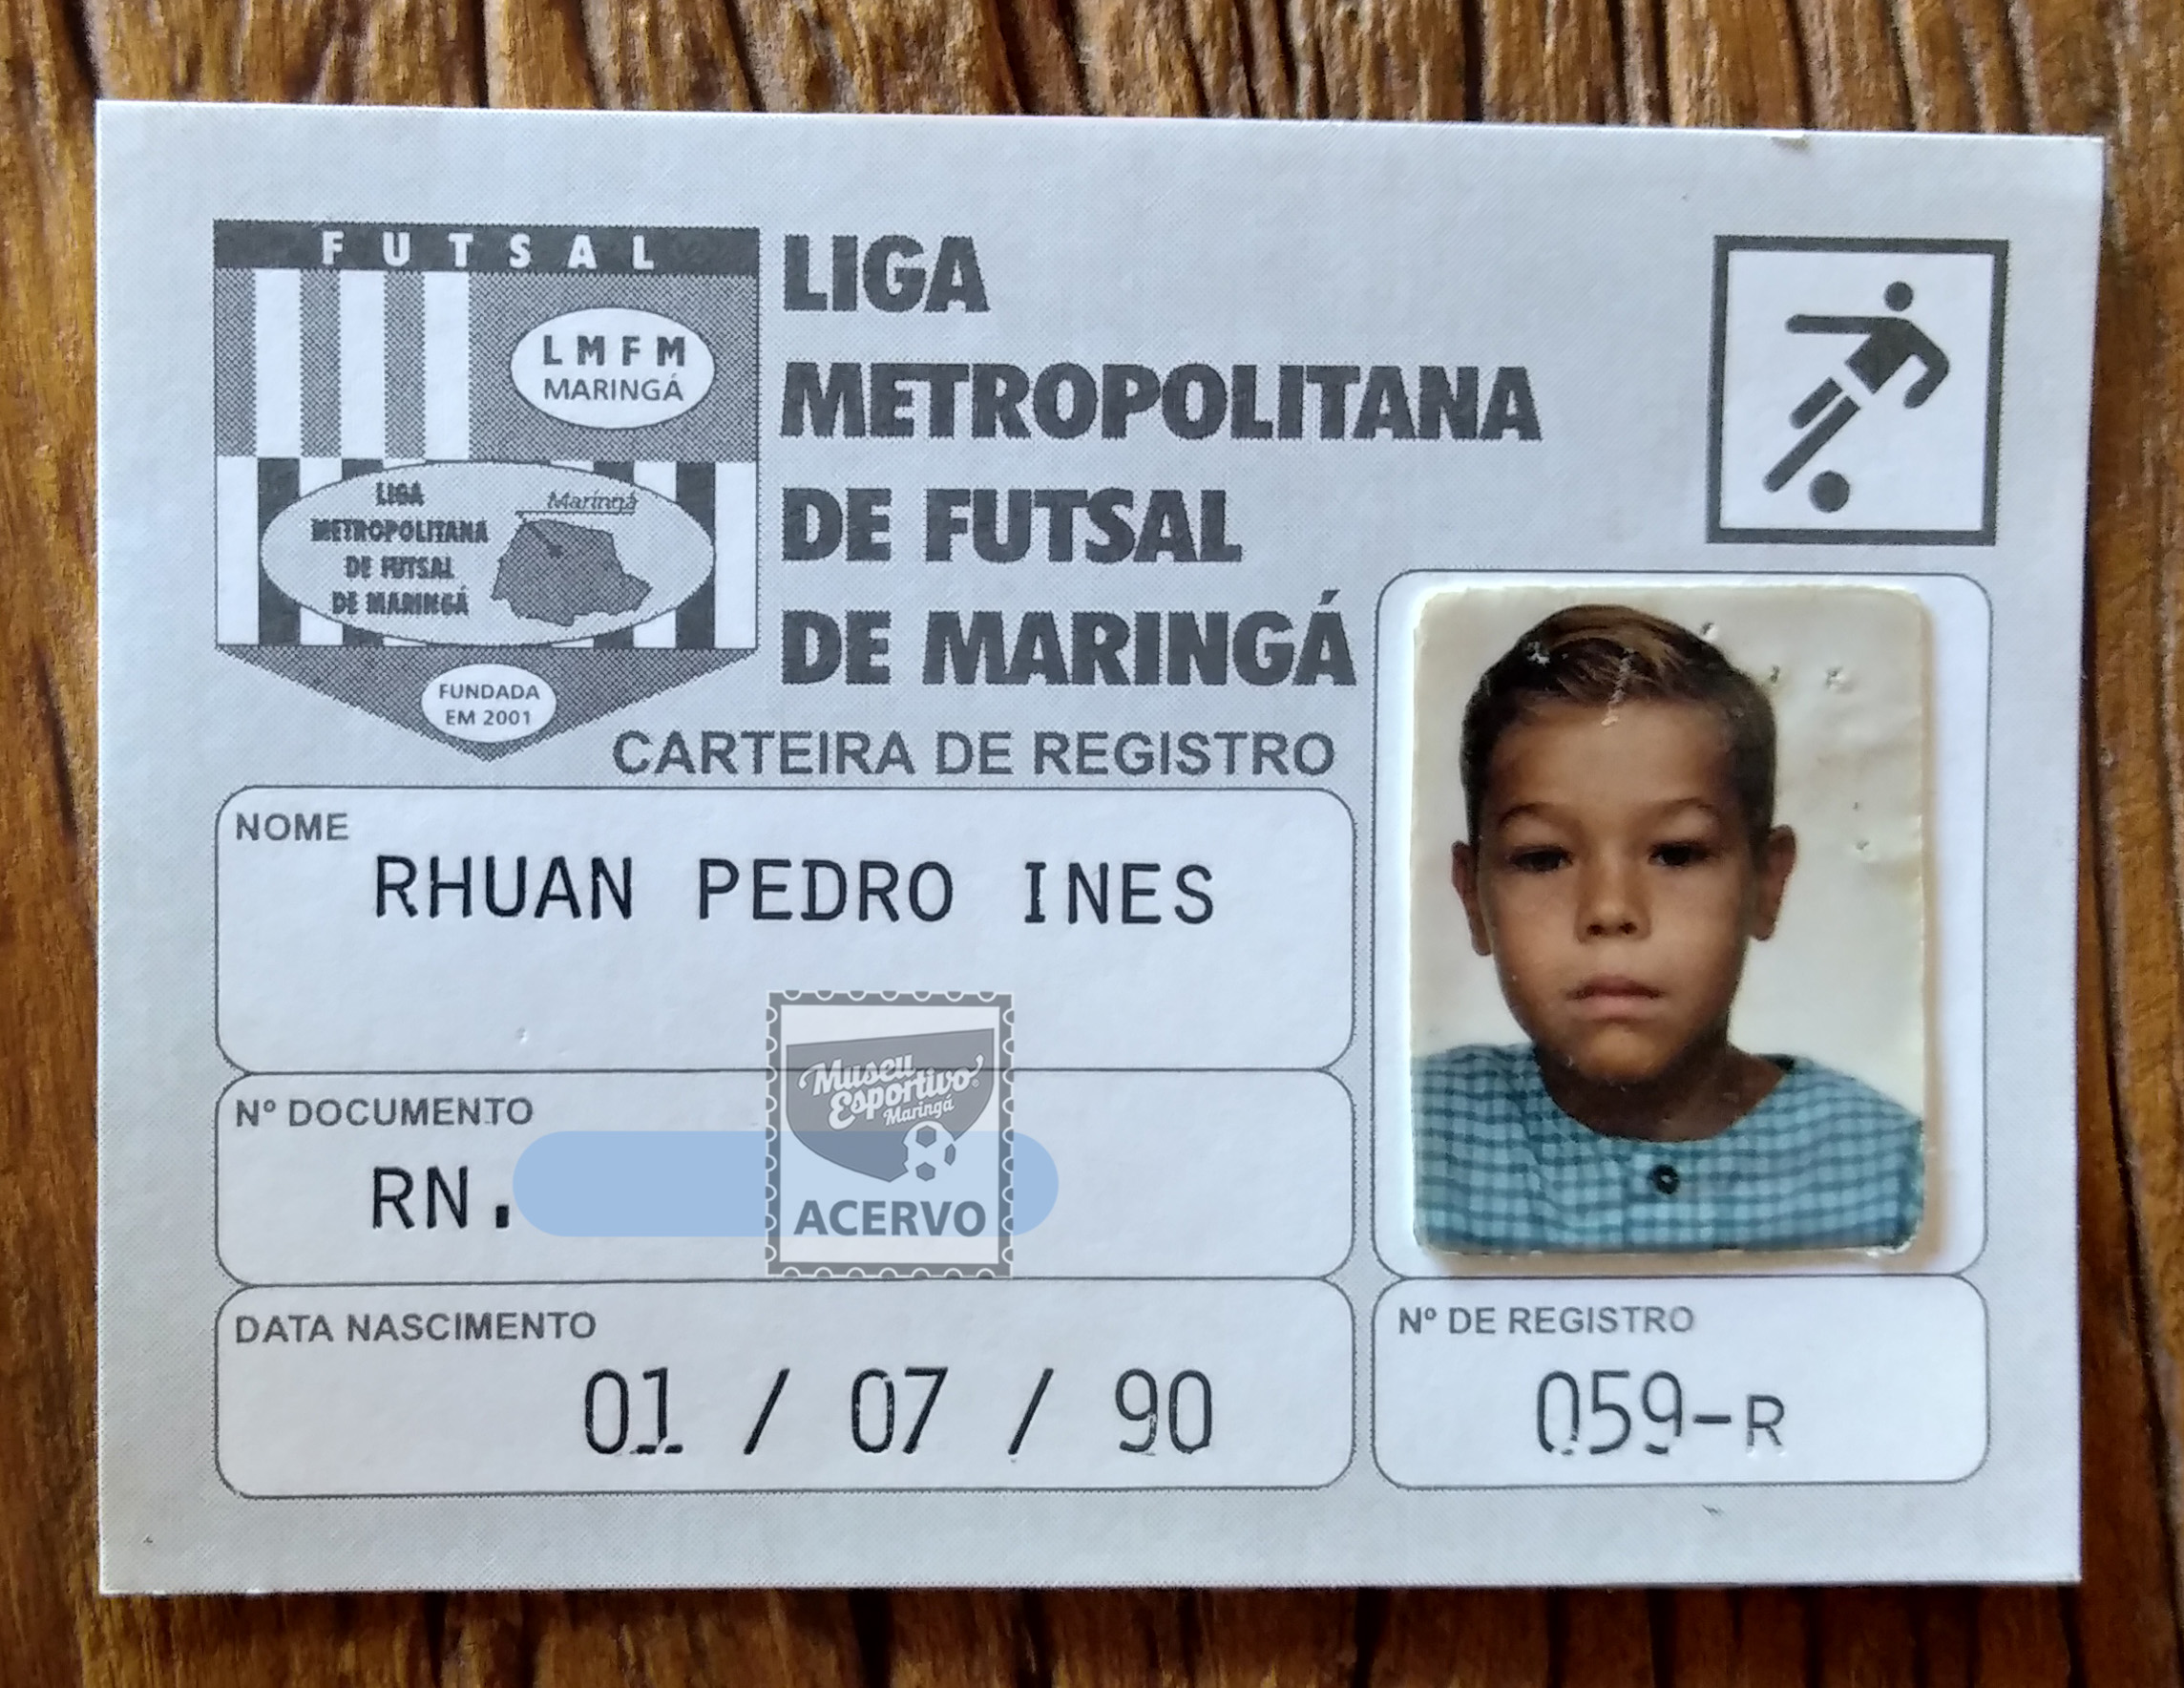 FUTSAL
LMFM
MARINGÁ
LIGA
METROPOLITANA
DE FUTSAL
DE MARINGÁ
Maringá
FUNDADA
EM 2001
LIGA
METROPOLITANA
DE FUTSAL
DE MARINGÁ
CARTEIRA DE REGISTRO
NOME
RHUAN PEDRO INES
Nº DOCUMENTO
RN.
Museu
Esportivo
Maringá
ACERVO
DATA NASCIMENTO
01 / 07 / 90
Nº DE REGISTRO
059-R